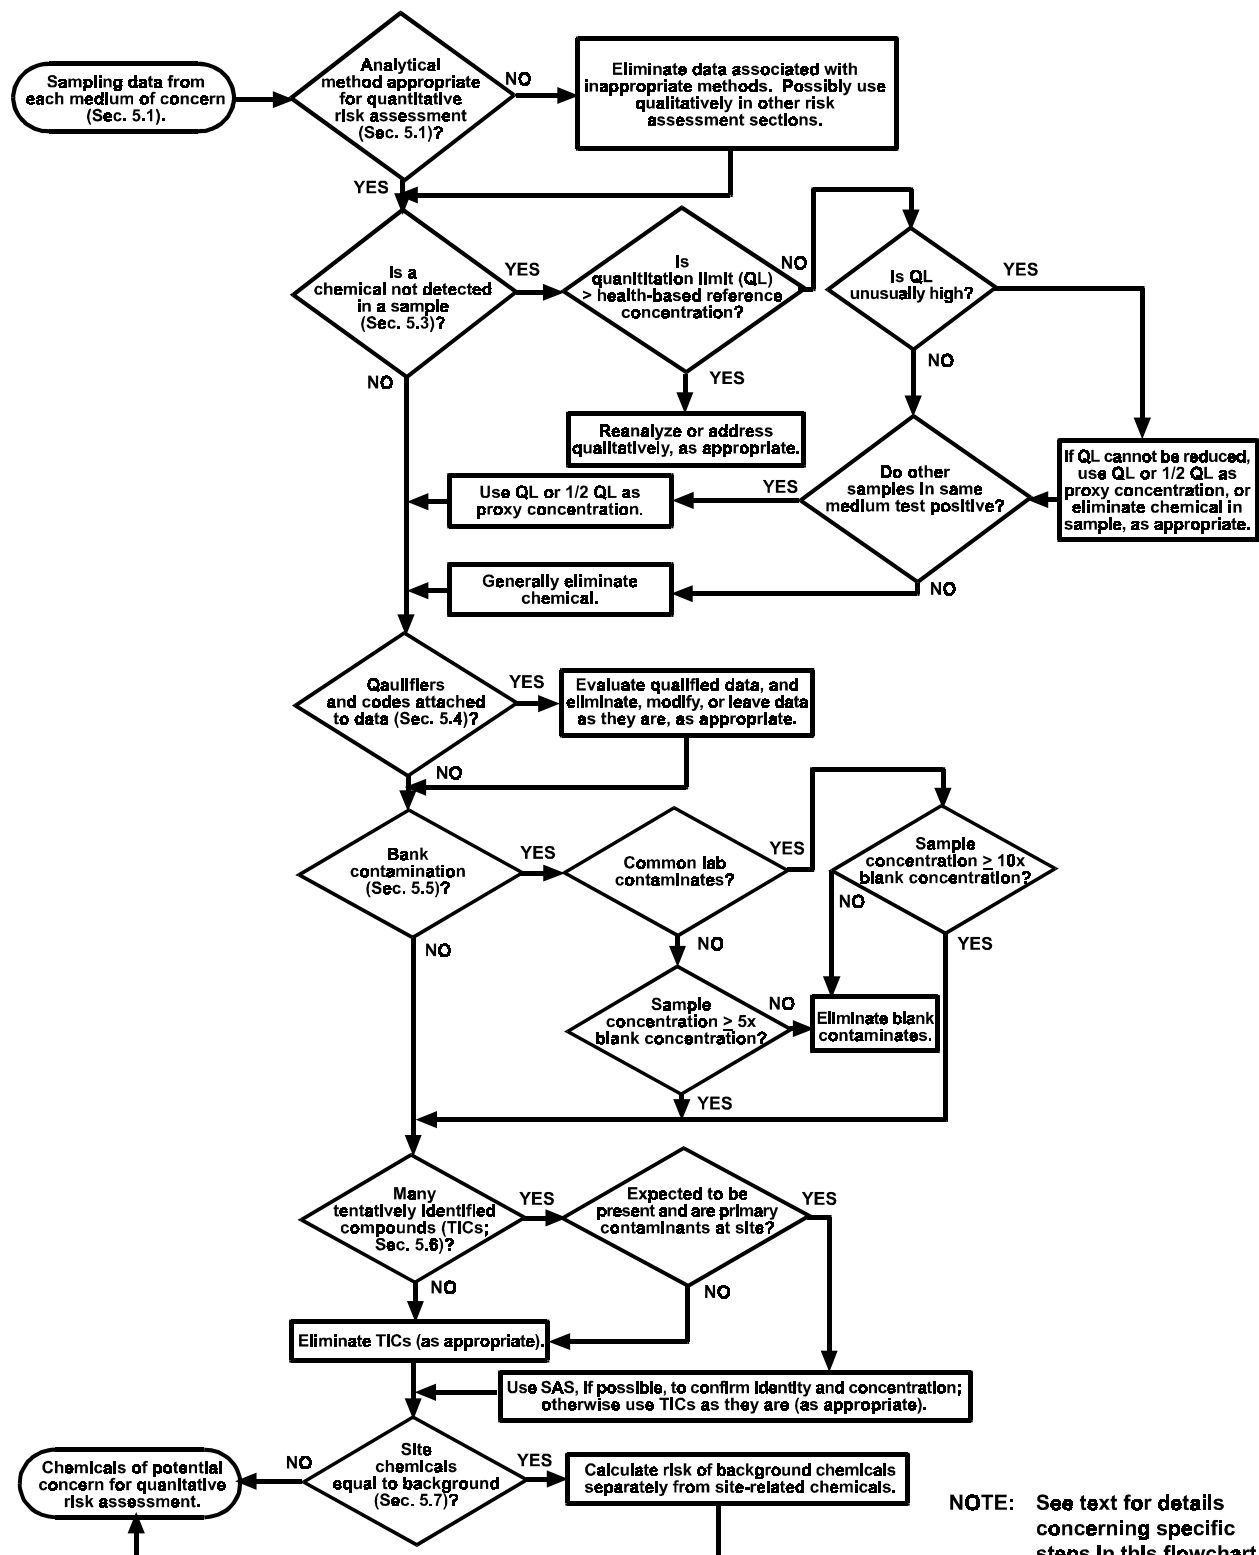 Sampling data from
each medium of concern
(Sec. 5.1).
Analytical
method appropriate
for quantitative
risk assessment
(Sec. 5.1)?
NO
Eliminate data associated with
inappropriate methods. Possibly use
qualitatively in other risk
assessment sections.
YES
Is a
chemical not detected
in a sample
(Sec. 5.3)?
YES
Is
quanititation limit (QL)
> health-based reference
concentration?
NO
Is QL
unusually high?
YES
NO
NO
YES
Reanalyze or address
qualitatively, as appropriate.
If QL cannot be reduced,
use QL or 1/2 QL as
proxy concentration, or
eliminate chemical in
sample, as appropriate.
Do other
samples in same
medium test positive?
YES
Use QL or 1/2 QL as
proxy concentration.
NO
Generally eliminate
chemical.
Qaulifiers
and codes attached
to data (Sec. 5.4)?
YES
Evaluate qualified data, and
eliminate, modify, or leave data
as they are, as appropriate.
NO
Bank
contamination
(Sec. 5.5)?
YES
Common lab
contaminates?
YES
Sample
concentration ≥ 10x
blank concentration?
NO
YES
NO
NO
Sample
concentration ≥ 5x
blank concentration?
NO
Eliminate blank
contaminates.
YES
Many
tentatively identified
compounds (TICs;
Sec. 5.6)?
YES
Expected to be
present and are primary
contaminants at site?
YES
NO
NO
Eliminate TICs (as appropriate).
Use SAS, if possible, to confirm identity and concentration;
otherwise use TICs as they are (as appropriate).
Site
chemicals
equal to background
(Sec. 5.7)?
NO
Chemicals of potential
concern for quantitative
risk assessment.
YES
Calculate risk of background chemicals
separately from site-related chemicals.
NOTE: See text for details
concerning specific
steps in this flowchart